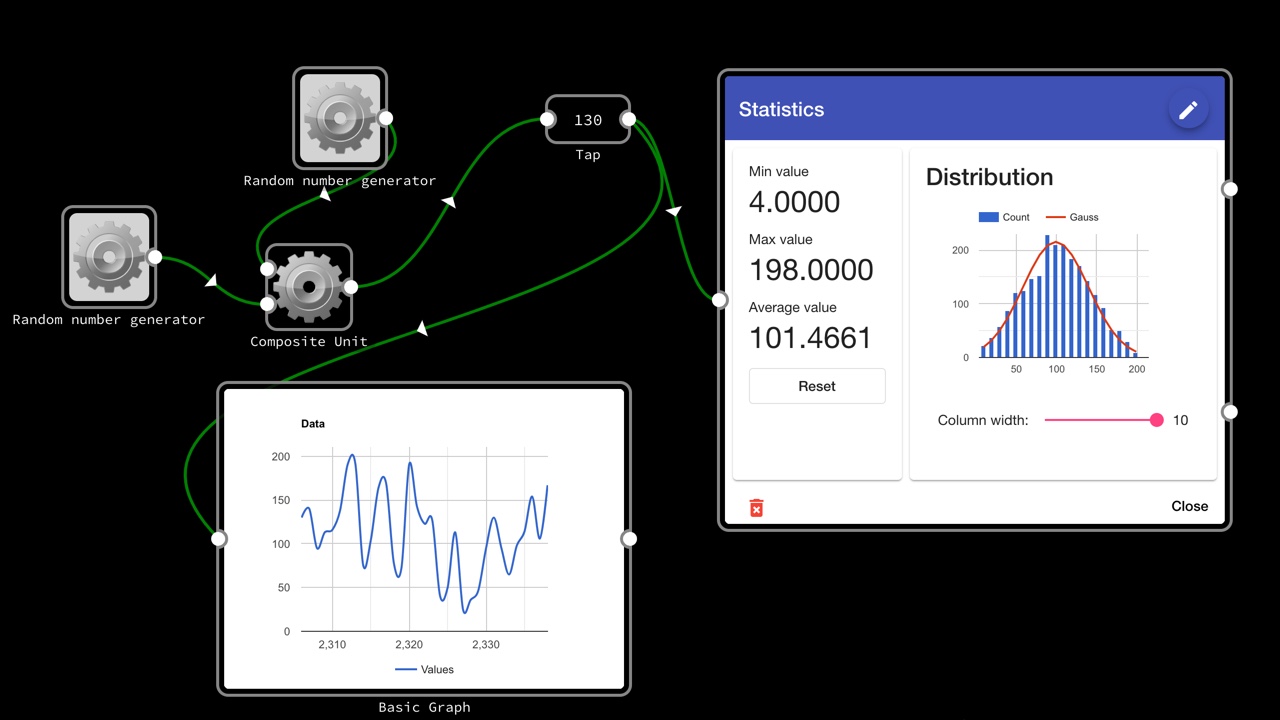 Random number generator
Random number generator
Composite Unit
130
Tap
Data
200
150
100
50
0
2,310
2,320
2,330
Values
Basic Graph
Statistics
Min value
4.0000
Max value
198.0000
Average value
101.4661
Reset
Distribution
Count
Gauss
200
100
0
50
100
150
200
Column width:
10
Close